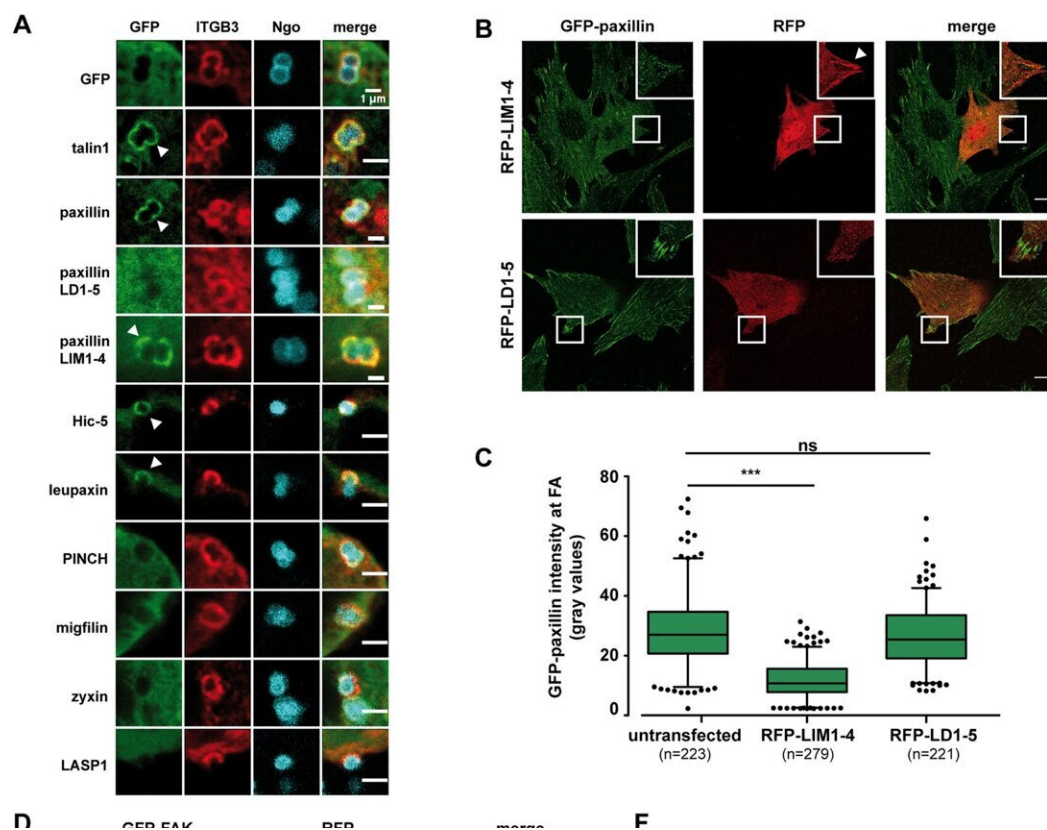 A
GFP ITGB3 Ngo merge
GFP
1 µm
talin1
paxillin
paxillin
LD1-5
paxillin
LIM1-4
Hic-5
leupaxin
PINCH
migfilin
zyxin
LASP1
B
GFP-paxillin RFP merge
RFP-LIM1-4
RFP-LD1-5
C
ns
***
GFP-paxillin intensity at FA
(gray values)
80
60
40
20
0
untransfected RFP-LIM1-4 RFP-LD1-5
(n=223) (n=279) (n=221)
D GFP-FAK RFP merge E